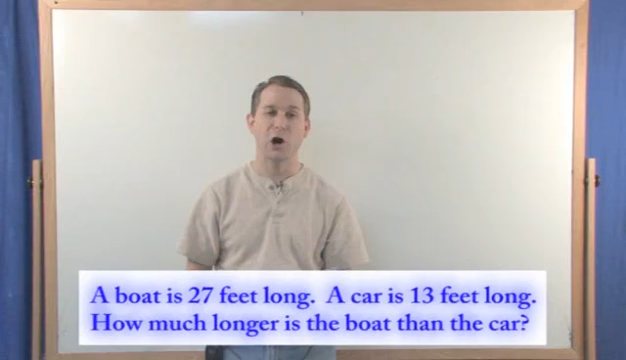 A boat is 27 feet long.  A car is 13 feet long.
How much longer is the boat than the car?